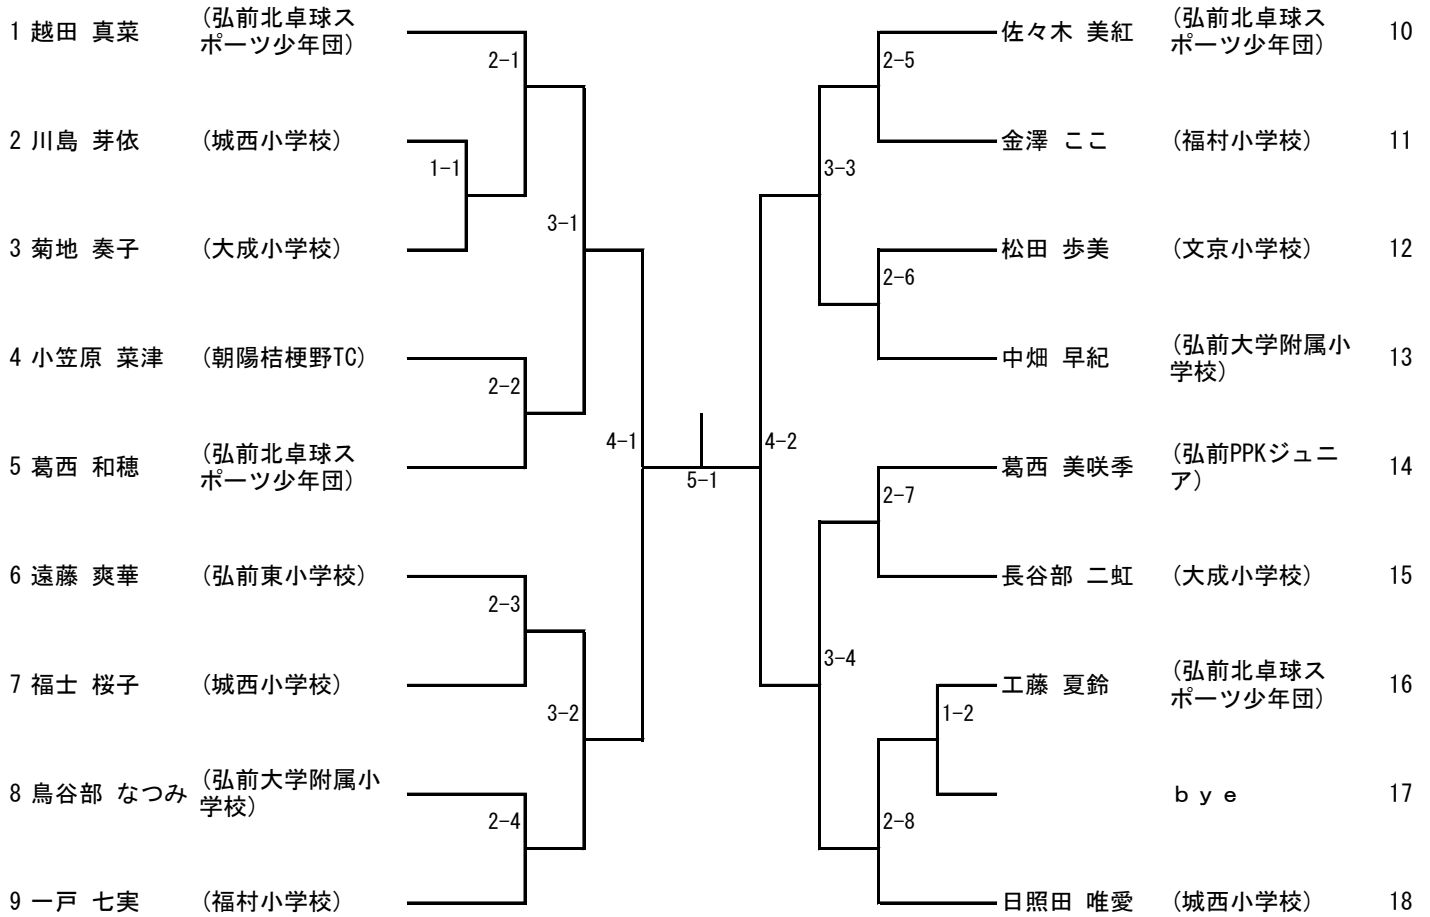 1 越田 真菜 (弘前北卓球ス
ポーツ少年団)
2-1
2 川島 芽依 (城西小学校)
1-1
3 菊地 奏子 (大成小学校)
3-1
4 小笠原 菜津 (朝陽桔梗野TC)
2-2
5 葛西 和穂 (弘前北卓球ス
ポーツ少年団)
4-1
6 遠藤 爽華 (弘前東小学校)
2-3
7 福士 桜子 (城西小学校)
3-2
8 鳥谷部 なつみ (弘前大学附属小
学校)
2-4
9 一戸 七実 (福村小学校)
5-1
佐々木 美紅 (弘前北卓球ス
ポーツ少年団) 10
2-5
金澤 ここ (福村小学校) 11
3-3
松田 歩美 (文京小学校) 12
2-6
中畑 早紀 (弘前大学附属小
学校) 13
4-2
葛西 美咲季 (弘前PPKジュニ
ア) 14
2-7
長谷部 二虹 (大成小学校) 15
3-4
工藤 夏鈴 (弘前北卓球ス
ポーツ少年団) 16
1-2
ｂｙｅ 17
2-8
日照田 唯愛 (城西小学校) 18